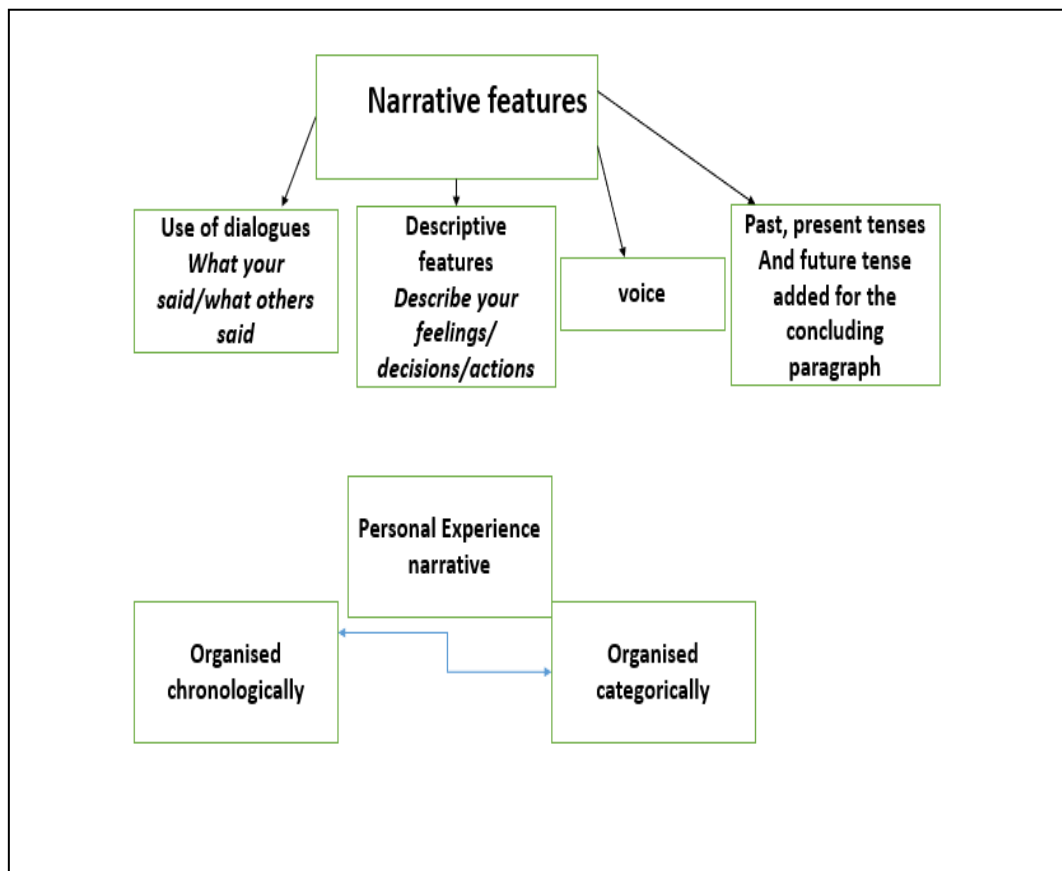 Narrative features
Use of dialogues
What your
said/what others
said
Descriptive
features
Describe your
feelings/
decisions/actions
voice
Past, present tenses
And future tense
added for the
concluding
paragraph
Personal Experience
narrative
Organised
chronologically
Organised
categorically